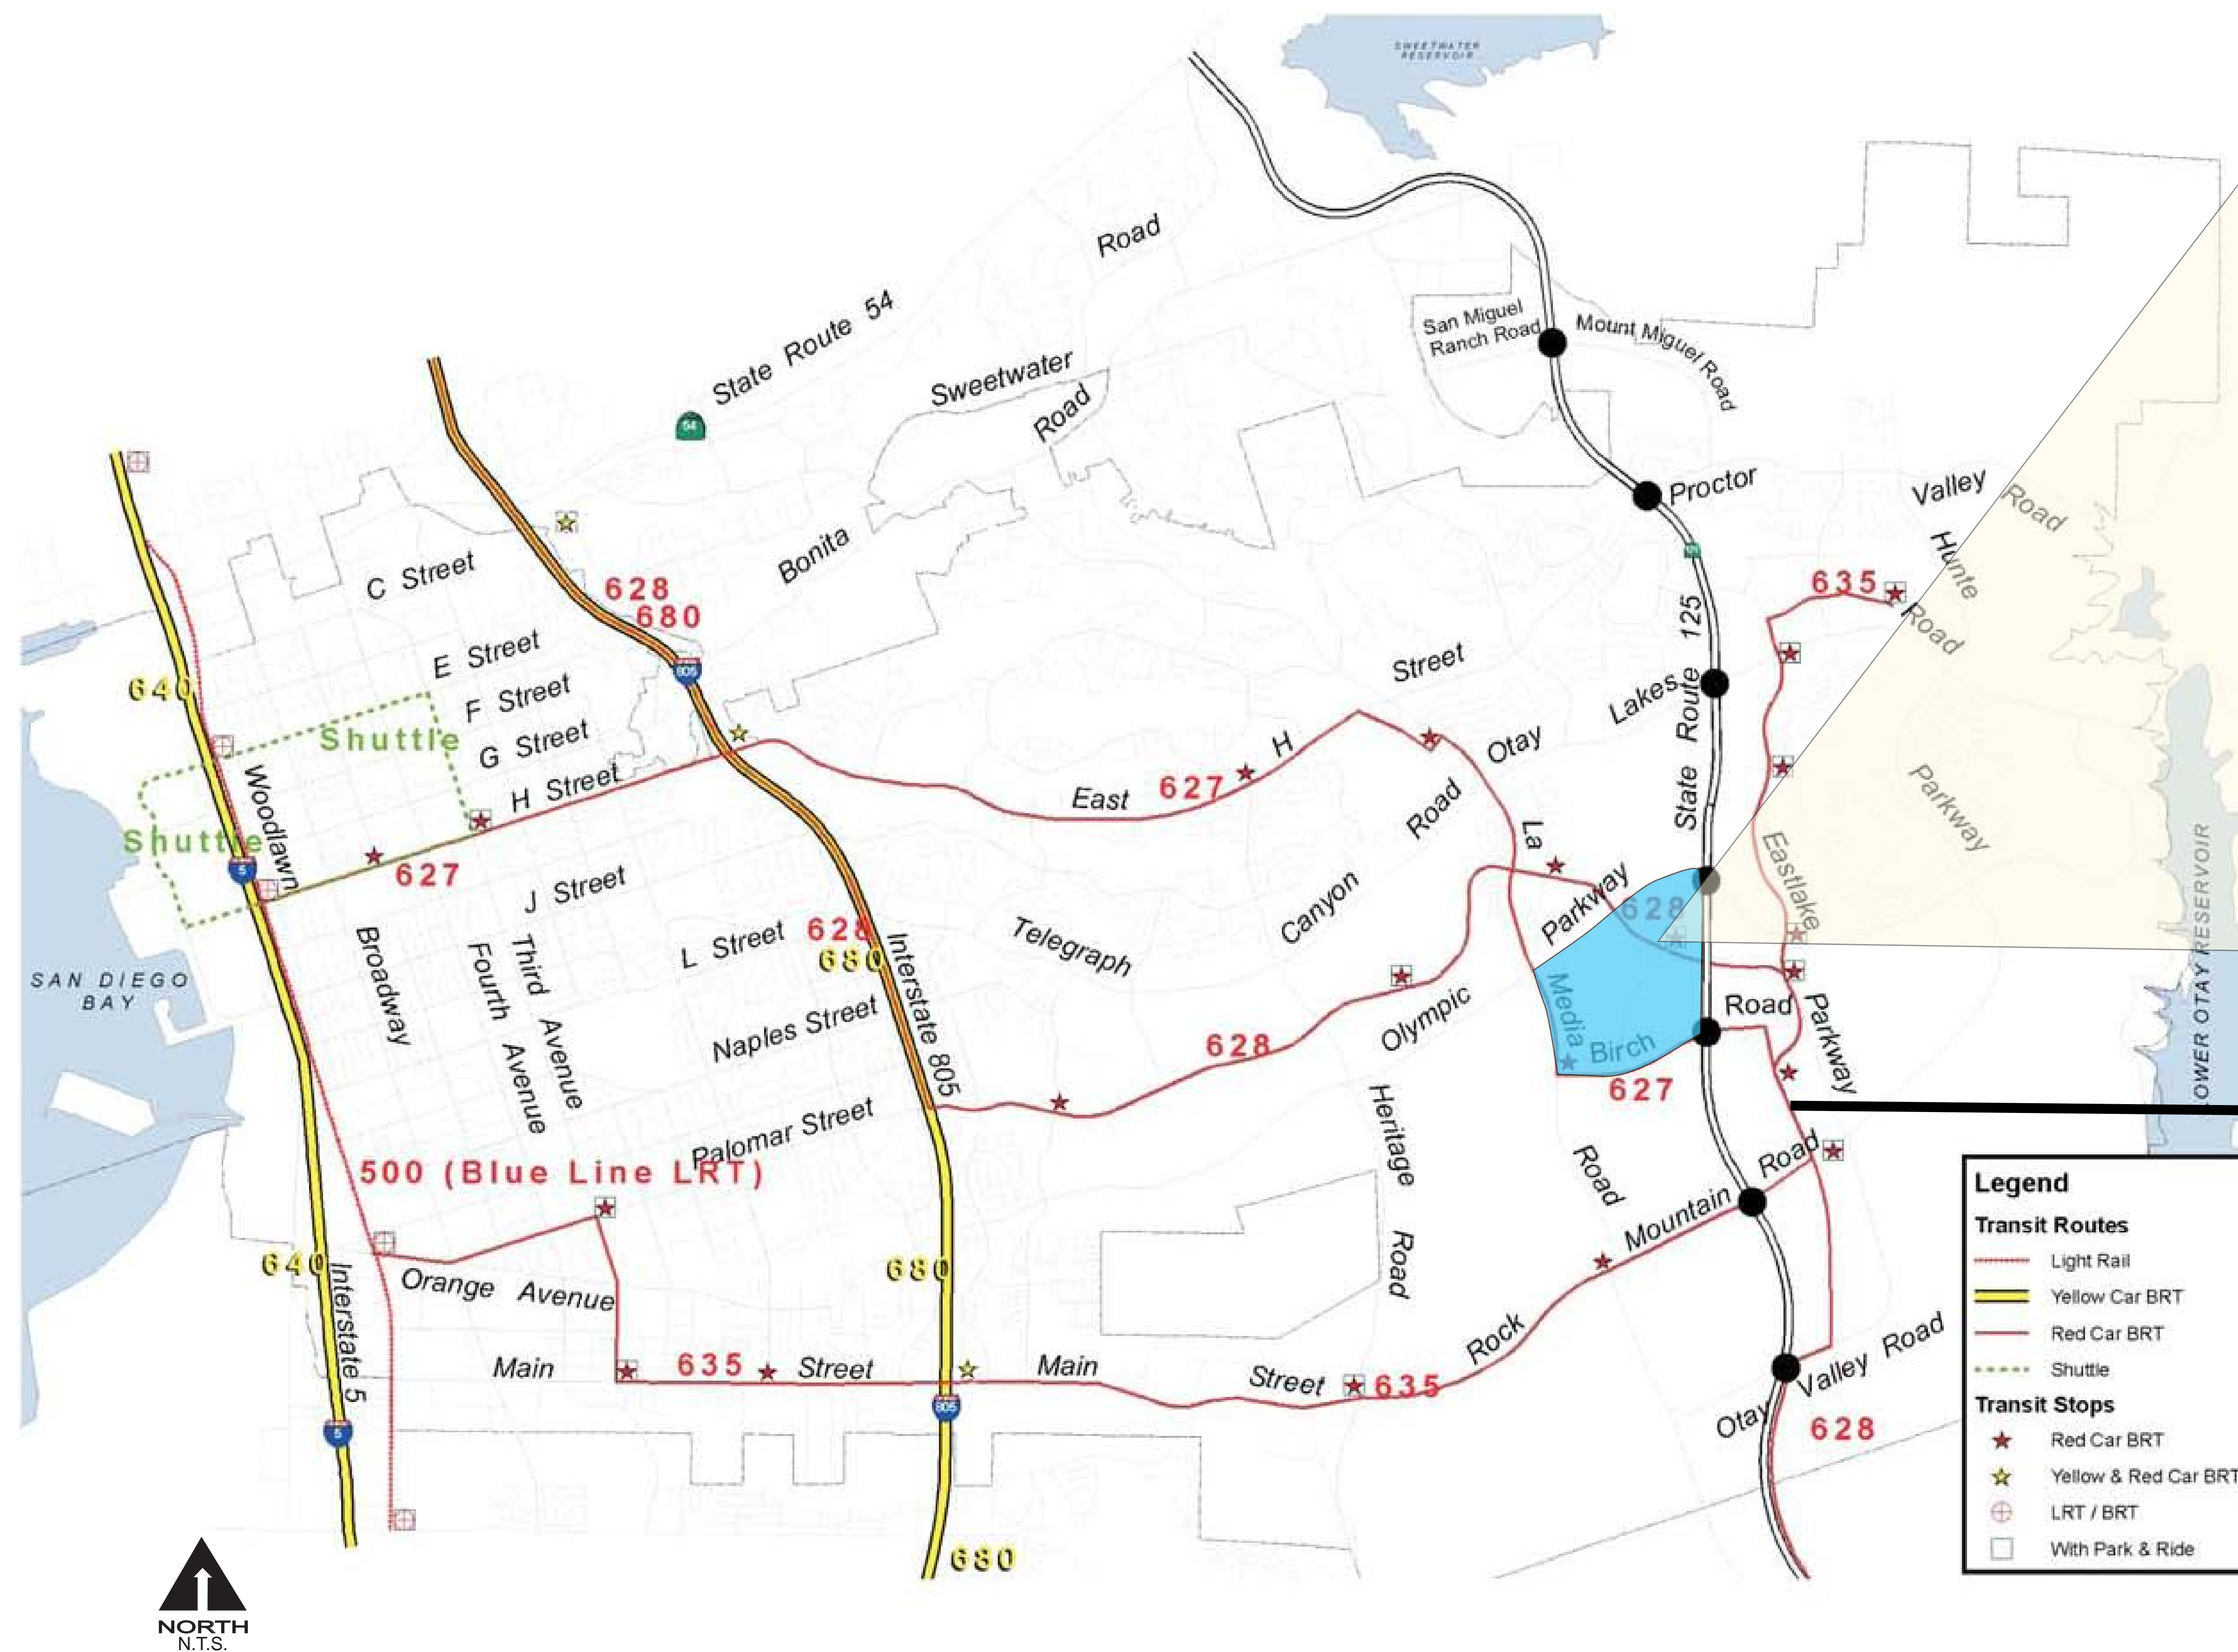 SWEETWATER
RESERVOIR
Road
State Route 54
54
Sweetwater
Road
San Miguel
Ranch Road
Mount Miguel Road
Proctor
Valley
Road
Hunte
Road
Parkway
125
C Street
Bonita
628
680
805
E Street
F Street
G Street
H Street
640
Shuttle
Shuttle
Woodlawn
5
627
635
Street
Lakes
State Route 125
Otay
H
627
East
Road
La
Canyon
Telegraph
Parkway
628
Eastlake
Parkway
J Street
L Street
628
680
Broadway
Fourth Avenue
Third Avenue
Interstate 805
Naples Street
Palomar Street
SAN DIEGO
BAY
628
Olympic
Media
Birch
Road
627
LOWER OTAY RESERVOIR
Heritage
Road
Road
Mountain
Road
500 (Blue Line LRT)
640
Interstate 5
Orange Avenue
680
Main
635
Street
Main
Street
635
Rock
805
5
Otay
Valley Road
628
680
Legend
Transit Routes
Light Rail
Yellow Car BRT
Red Car BRT
Shuttle
Transit Stops
Red Car BRT
Yellow & Red Car BRT
LRT / BRT
With Park & Ride
NORTH
N.T.S.